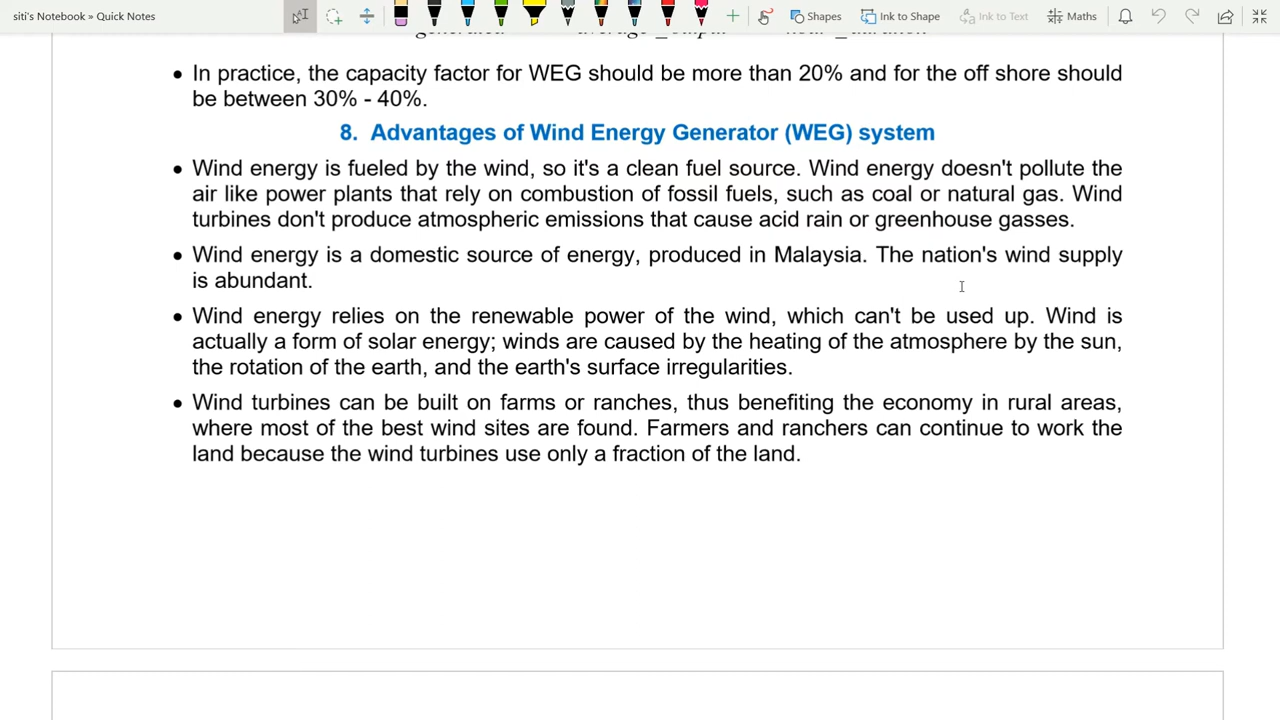 siti's Notebook » Quick Notes
Shapes
Ink to Shape
Ink to Text
Maths
• In practice, the capacity factor for WEG should be more than 20% and for the off shore should
be between 30% - 40%.
8. Advantages of Wind Energy Generator (WEG) system
• Wind energy is fueled by the wind, so it's a clean fuel source. Wind energy doesn't pollute the
air like power plants that rely on combustion of fossil fuels, such as coal or natural gas. Wind
turbines don't produce atmospheric emissions that cause acid rain or greenhouse gasses.
• Wind energy is a domestic source of energy, produced in Malaysia. The nation's wind supply
is abundant.
• Wind energy relies on the renewable power of the wind, which can't be used up. Wind is
actually a form of solar energy; winds are caused by the heating of the atmosphere by the sun,
the rotation of the earth, and the earth's surface irregularities.
• Wind turbines can be built on farms or ranches, thus benefiting the economy in rural areas,
where most of the best wind sites are found. Farmers and ranchers can continue to work the
land because the wind turbines use only a fraction of the land.